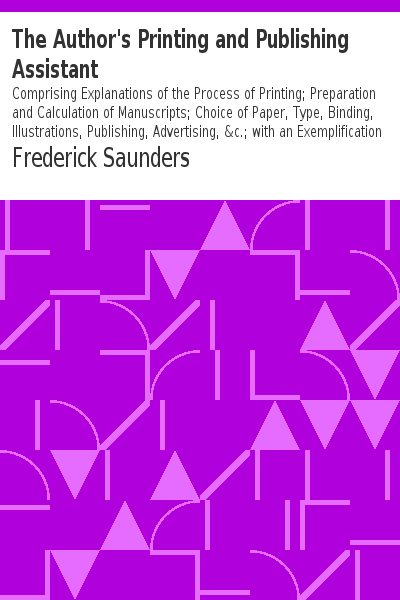 The Author's Printing and Publishing
Assistant
Comprising Explanations of the Process of Printing; Preparation
and Calculation of Manuscripts; Choice of Paper, Type, Binding,
Illustrations, Publishing, Advertising, &c.; with an Exemplification
Frederick Saunders